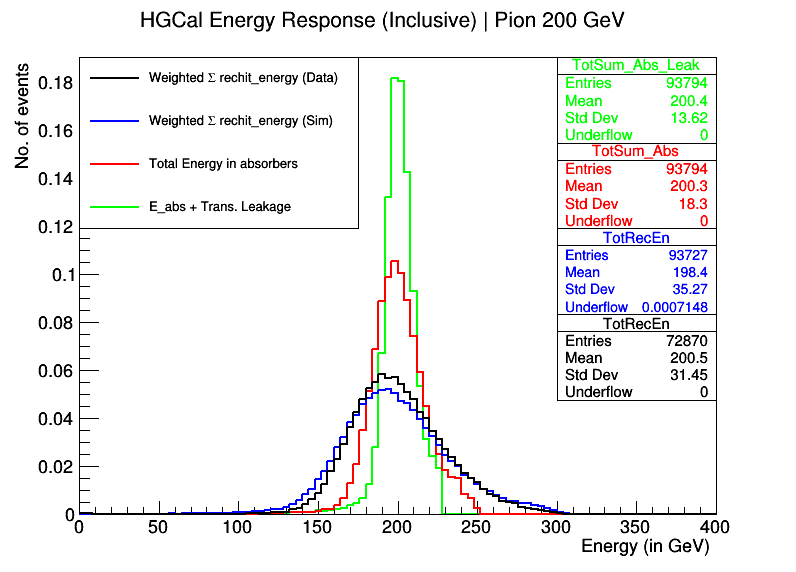 HGCal Energy Response (Inclusive) | Pion 200 GeV
No. of events
0.18
0.16
0.14
0.12
0.1
0.08
0.06
0.04
0.02
0
Weighted Σ rechit_energy (Data)
Weighted Σ rechit_energy (Sim)
Total Energy in absorbers
E_abs + Trans. Leakage
TotSum_Abs_Leak
Entries 93794
Mean 200.4
Std Dev 13.62
Underflow 0
TotSum_Abs
Entries 93794
Mean 200.3
Std Dev 18.3
Underflow 0
TotRecEn
Entries 93727
Mean 198.4
Std Dev 35.27
Underflow 0.0007148
TotRecEn
Entries 72870
Mean 200.5
Std Dev 31.45
Underflow 0
0 50 100 150 200 250 300 350 400
Energy (in GeV)